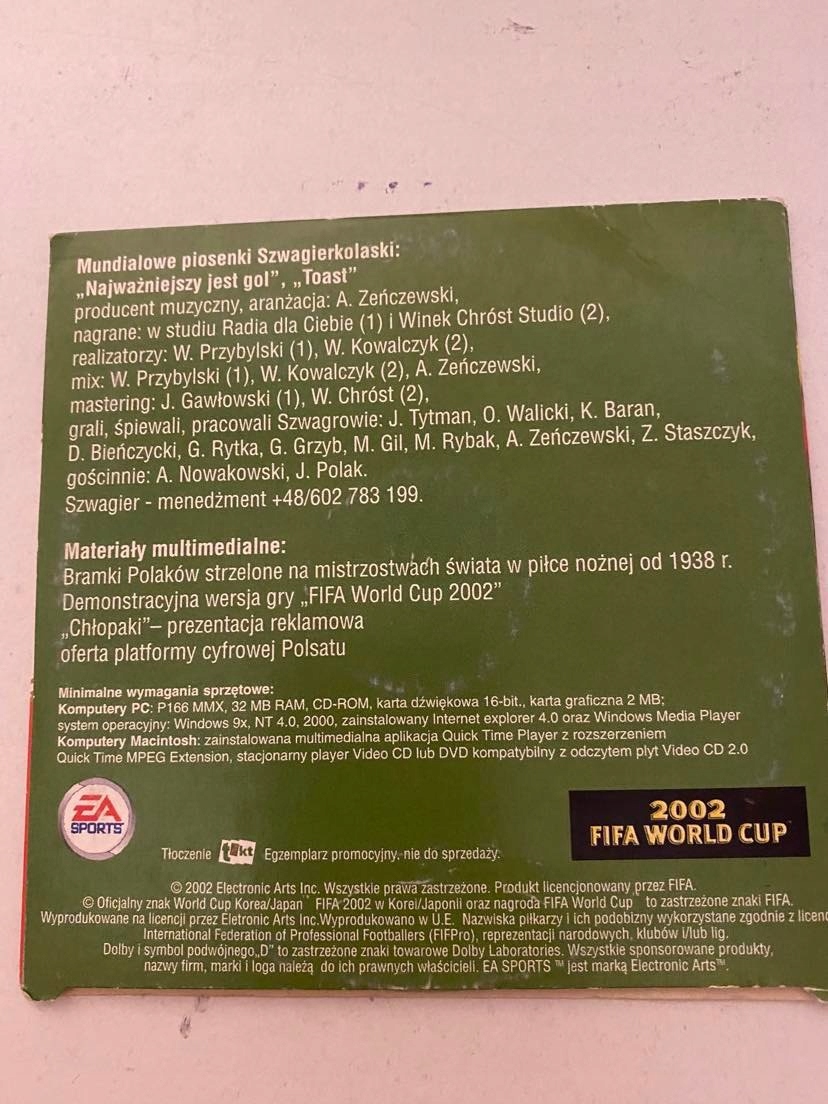 Mundialowe piosenki Szwagierkolaski:
„Najważniejszy jest gol”, „Toast”
producent muzyczny, aranżacja: A. Zeńczewski,
nagrane: w studiu Radia dla Ciebie (1) i Winek Chróst Studio (2),
realizatorzy: W. Przybylski (1), W. Kowalczyk (2),
mix: W. Przybylski (1), W. Kowalczyk (2), A. Zeńczewski,
mastering: J. Gawłowski (1), W. Chróst (2),
grali, śpiewali, pracowali Szwagrowie: J. Tytman, O. Walicki, K. Baran,
D. Bieńczycki, G. Rytka, G. Grzyb, M. Gil, M. Rybak, A. Zeńczewski, Z. Staszczyk,
gościnnie: A. Nowakowski, J. Polak.
Szwagier - menedżment +48/602 783 199.
Materiały multimedialne:
Bramki Polaków strzelone na mistrzostwach świata w piłce nożnej od 1938 r.
Demonstracyjna wersja gry „FIFA World Cup 2002”
„Chłopaki”– prezentacja reklamowa
oferta platformy cyfrowej Polsatu
Minimalne wymagania sprzętowe:
Komputery PC: P166 MMX, 32 MB RAM, CD-ROM, karta dźwiękowa 16-bit., karta graficzna 2 MB;
system operacyjny: Windows 9x, NT 4.0, 2000, zainstalowany Internet explorer 4.0 oraz Windows Media Player
Komputery Macintosh: zainstalowana multimedialna aplikacja Quick Time Player z rozszerzeniem
Quick Time MPEG Extension, stacjonarny player Video CD lub DVD kompatybilny z odczytem plyt Video CD 2.0
EA
SPORTS™
2002
FIFA WORLD CUP™
Tłoczenie tekt Egzemplarz promocyjny. nie do sprzedaży.
© 2002 Electronic Arts Inc. Wszystkie prawa zastrzeżone. Produkt licencjonowany przez FIFA.
© Oficjalny znak World Cup Korea/Japan™ FIFA 2002 w Korei/Japonii oraz nagroda FIFA World Cup™ to zastrzeżone znaki FIFA.
Wyprodukowane na licencji przez Eletronic Arts Inc.Wyprodukowano w U.E. Nazwiska piłkarzy i ich podobizny wykorzystane zgodnie z licenc
International Federation of Professional Footballers (FIFPro), reprezentacji narodowych, klubów i/lub lig.
Dolby i symbol podwójnego„D” to zastrzeżone znaki towarowe Dolby Laboratories. Wszystkie sponsorowane produkty,
nazwy firm, marki i loga należą do ich prawnych właścicieli. EA SPORTS ™ jest marką Electronic Arts™.